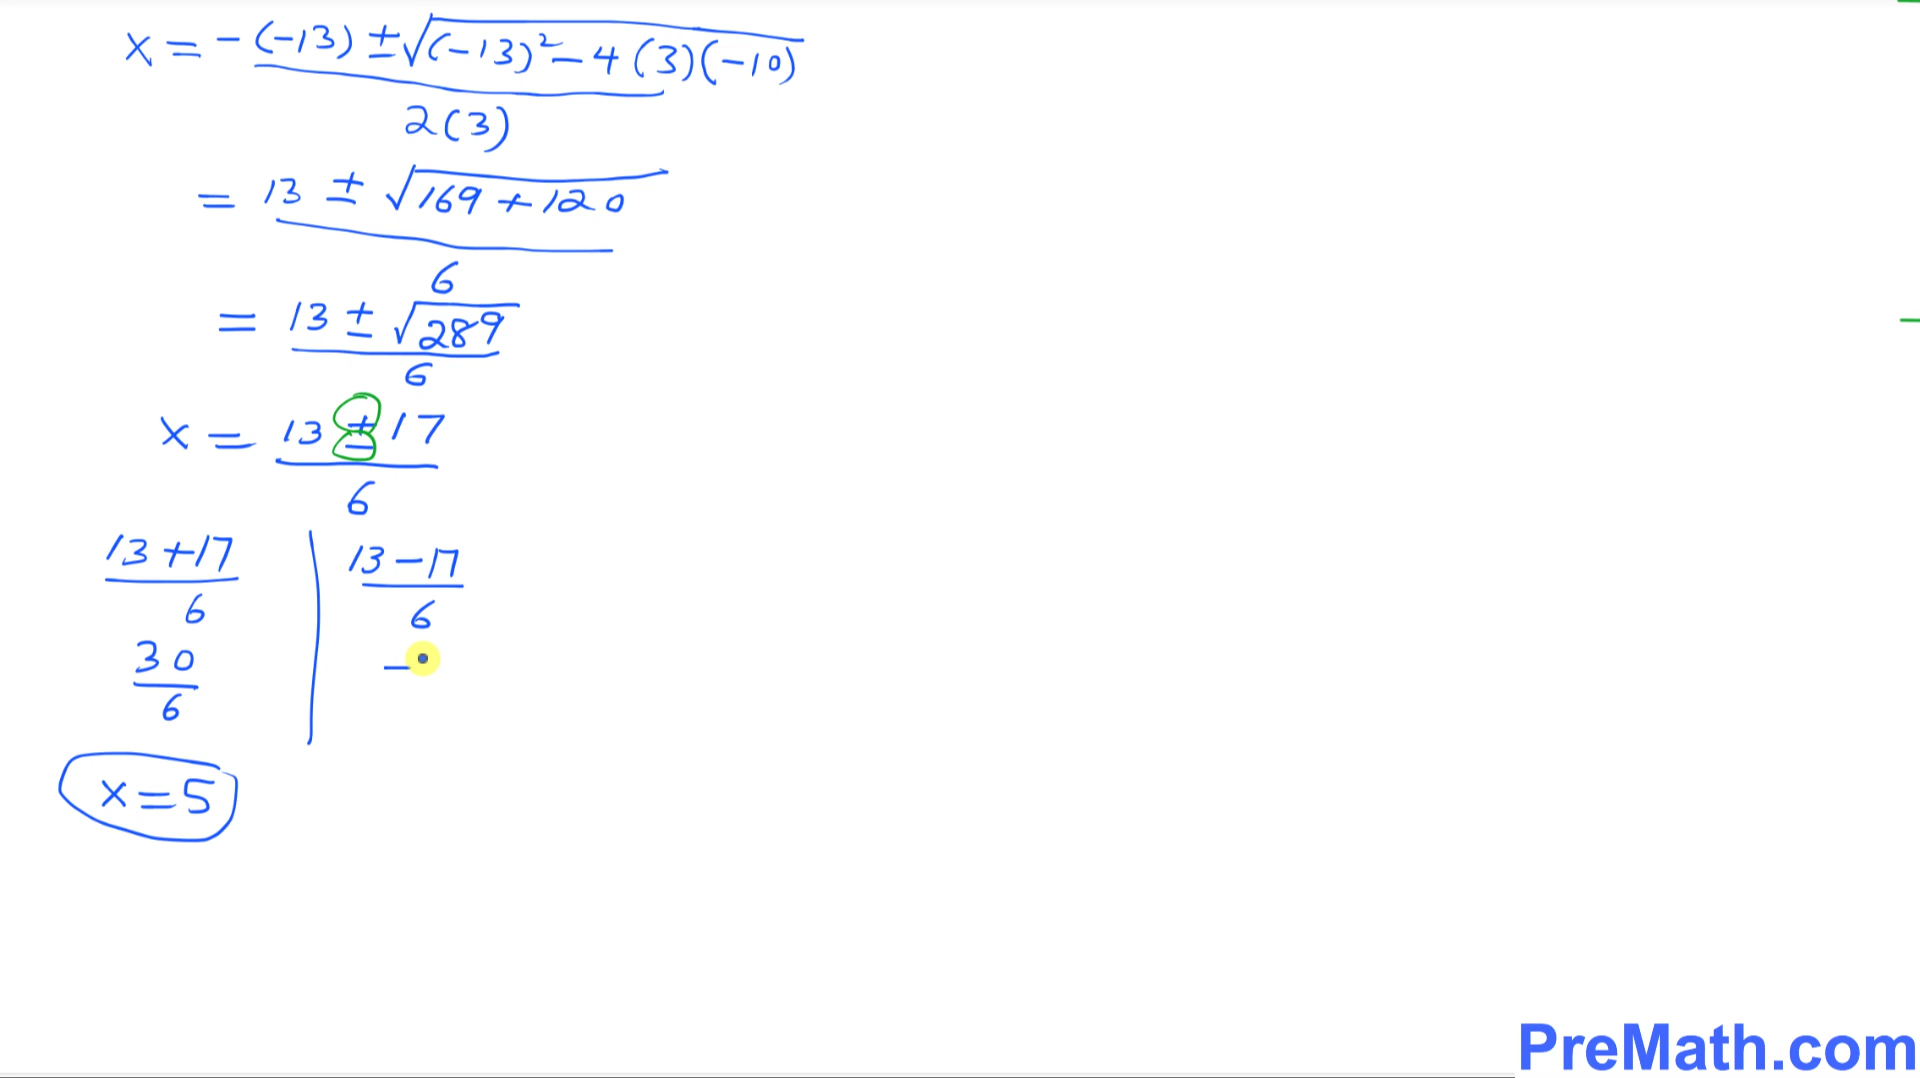 x = -(-13) ± √(-13)² - 4(3)(-10)
2(3)
= 13 ± √169 + 120
6
= 13 ± √289
6
x = 13 ± 17
6
13 + 17
6
30
6
x = 5
13 - 17
6
-
PreMath.com